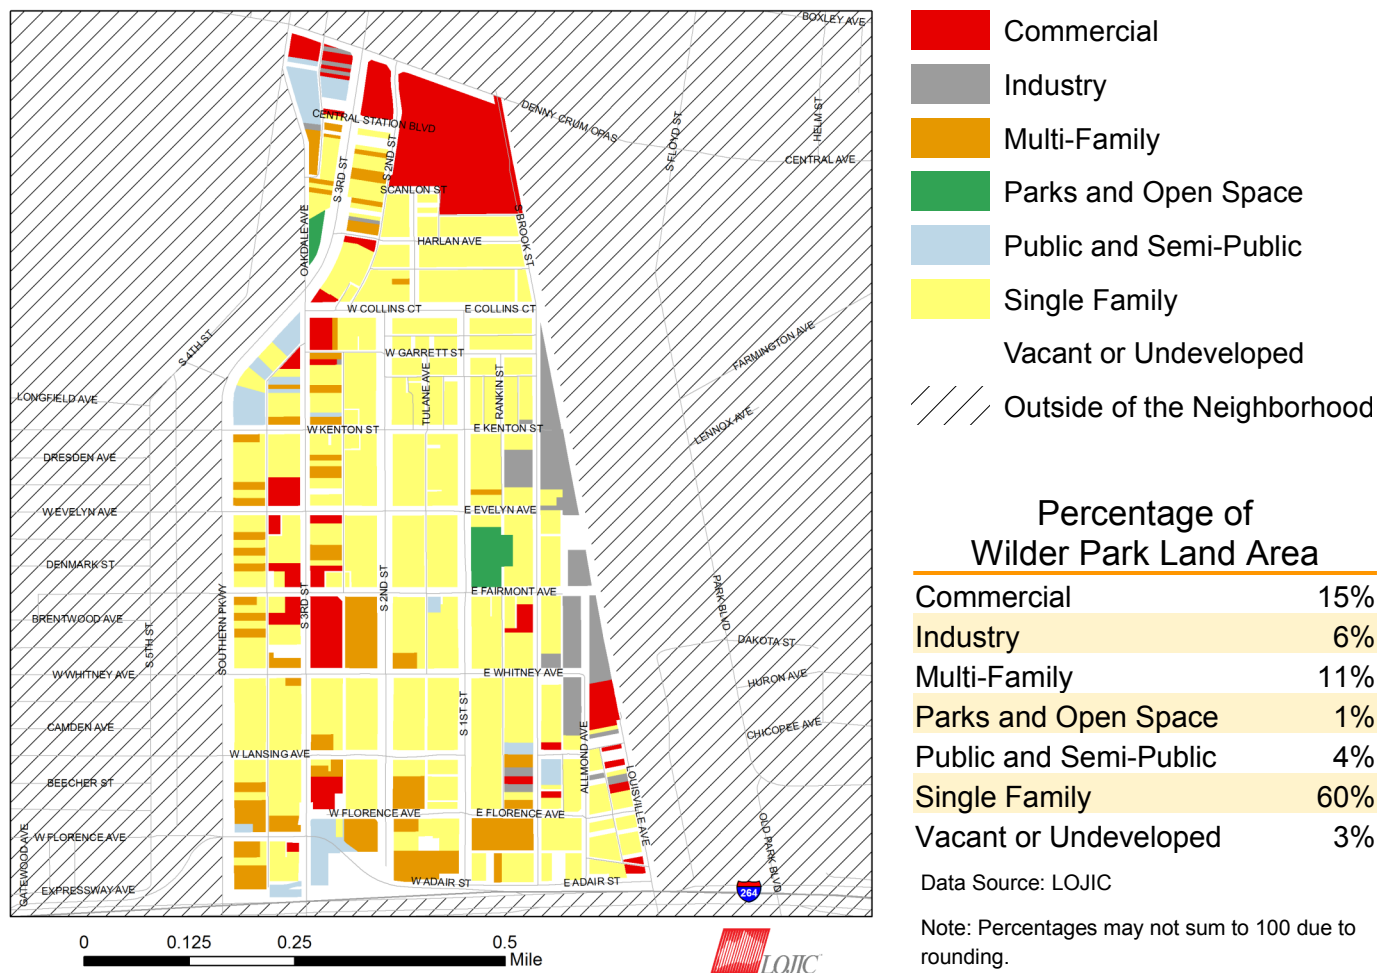 BOXLEY AVE
DENNY CRUM OPAS
HELM ST
S FLOYD ST
CENTRAL AVE
CENTRAL STATION BLVD
S 3RD ST
S 2ND ST
SCANLON ST
OAKDALE AVE
HARLAN AVE
S BROOK ST
W COLLINS CT
E COLLINS CT
S 4TH ST
W GARRETT ST
FARMINGTON AVE
TULANE AVE
RANKIN ST
LONGFIELD AVE
LENNOX AVE
W KENTON ST
E KENTON ST
DRESDEN AVE
W EVELYN AVE
E EVELYN AVE
DENMARK ST
S 2ND ST
E FAIRMONT AVE
SOUTHERN PKWY
S 3RD ST
PARK BLVD
BRENTWOOD AVE
S 5TH ST
DAKOTA ST
W WHITNEY AVE
E WHITNEY AVE
HURON AVE
S 1ST ST
CAMDEN AVE
CHICOPEE AVE
ALLMOND AVE
W LANSING AVE
BEECHER ST
LOUISVILLE AVE
W FLORENCE AVE
E FLORENCE AVE
W FLORENCE AVE
OLD PARK BLVD
GATEWOOD AVE
EXPRESSWAY AVE
W ADAIR ST
E ADAIR ST
264
0
0.125
0.25
0.5
Mile
LOJIC
Commercial
Industry
Multi-Family
Parks and Open Space
Public and Semi-Public
Single Family
Vacant or Undeveloped
Outside of the Neighborhood
Percentage of
Wilder Park Land Area
Commercial 15%
Industry 6%
Multi-Family 11%
Parks and Open Space 1%
Public and Semi-Public 4%
Single Family 60%
Vacant or Undeveloped 3%
Data Source: LOJIC
Note: Percentages may not sum to 100 due to
rounding.